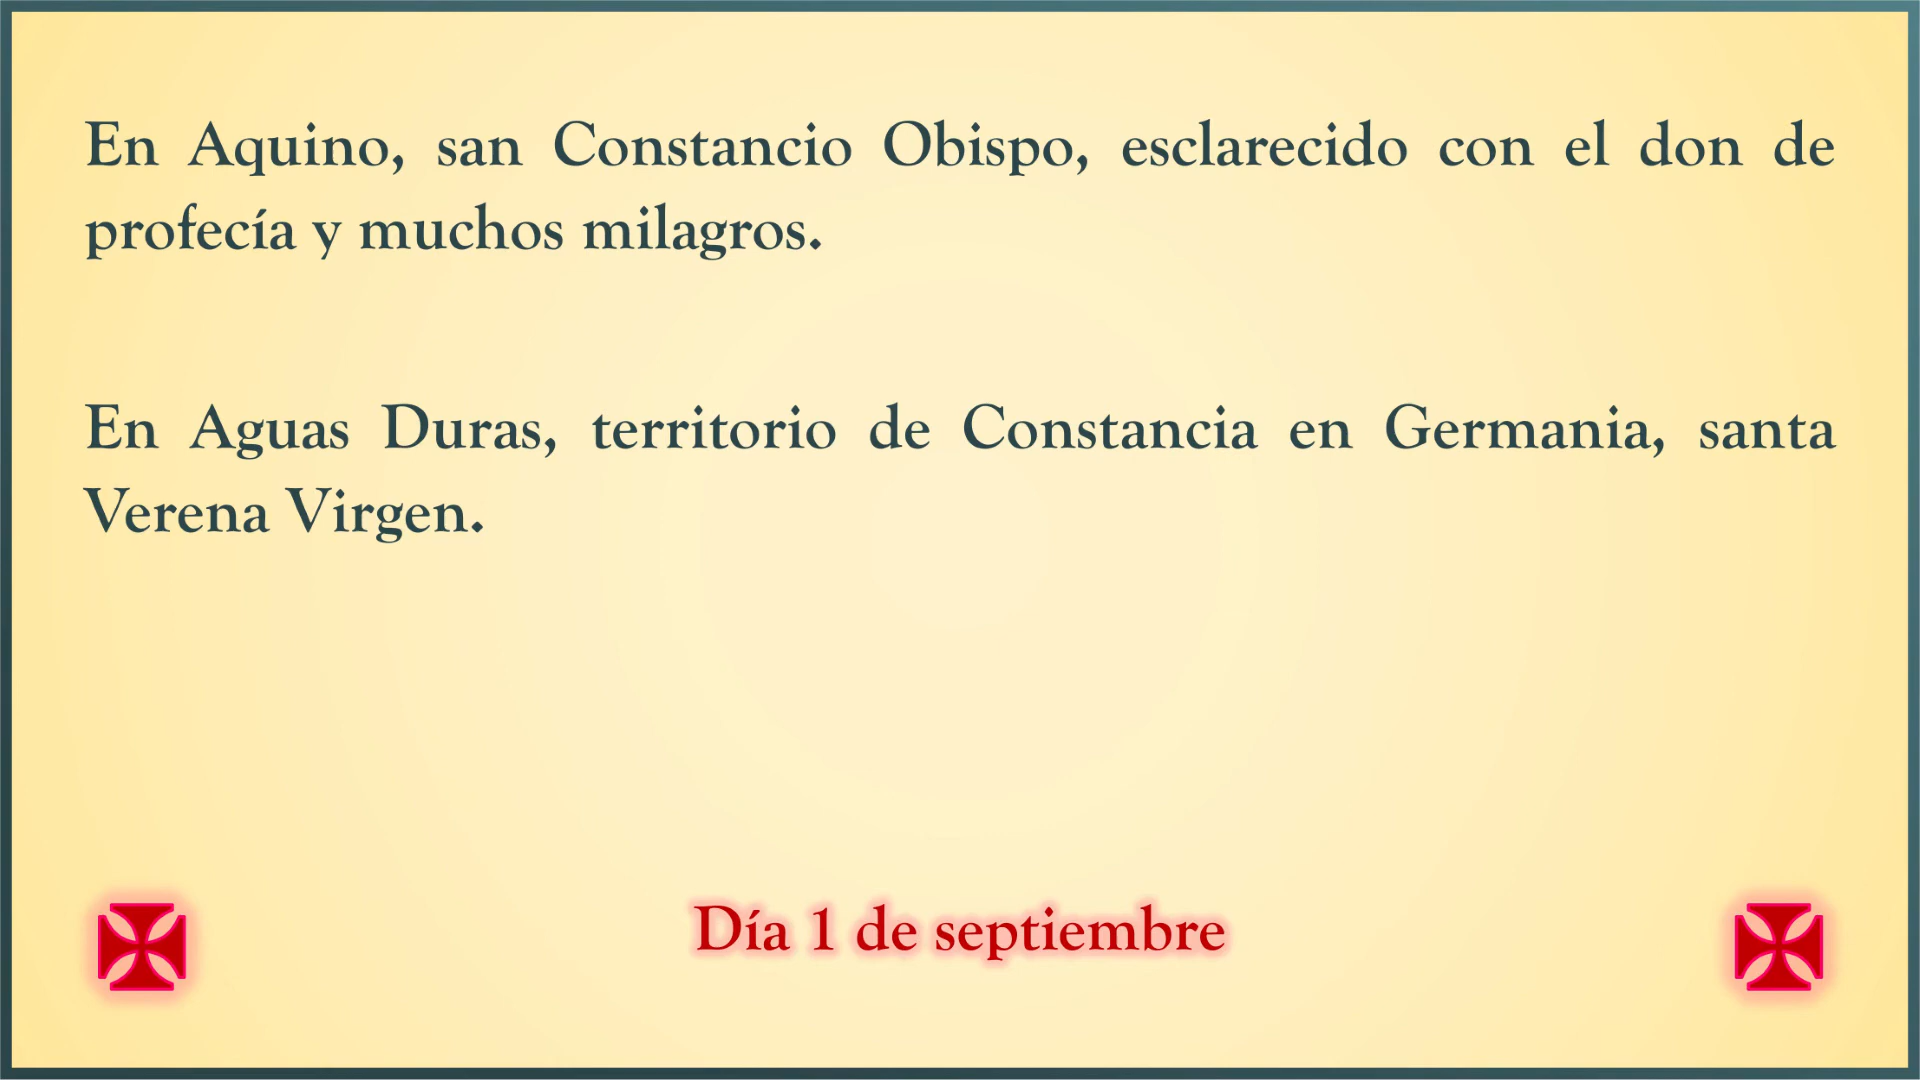 En Aquino, san Constancio Obispo, esclarecido con el don de
profecía y muchos milagros.
En Aguas Duras, territorio de Constancia en Germania, santa
Verena Virgen.
Día 1 de septiembre